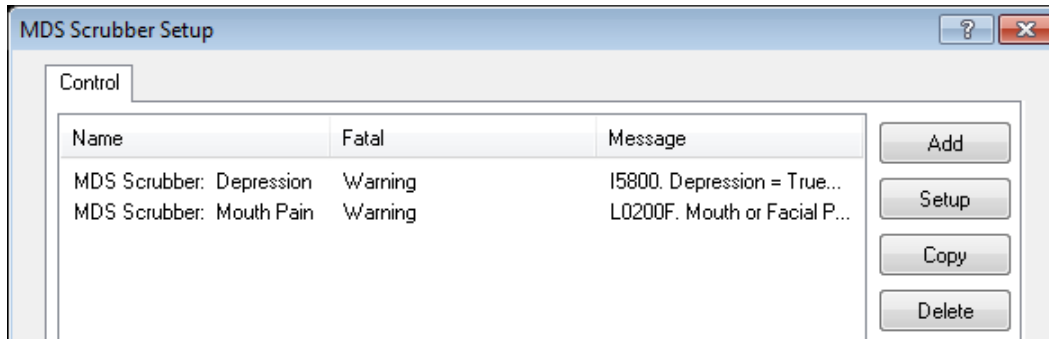 MDS Scrubber Setup
Control
Name Fatal Message
MDS Scrubber: Depression Warning I5800. Depression = True...
MDS Scrubber: Mouth Pain Warning L0200F. Mouth or Facial P...
Add
Setup
Copy
Delete